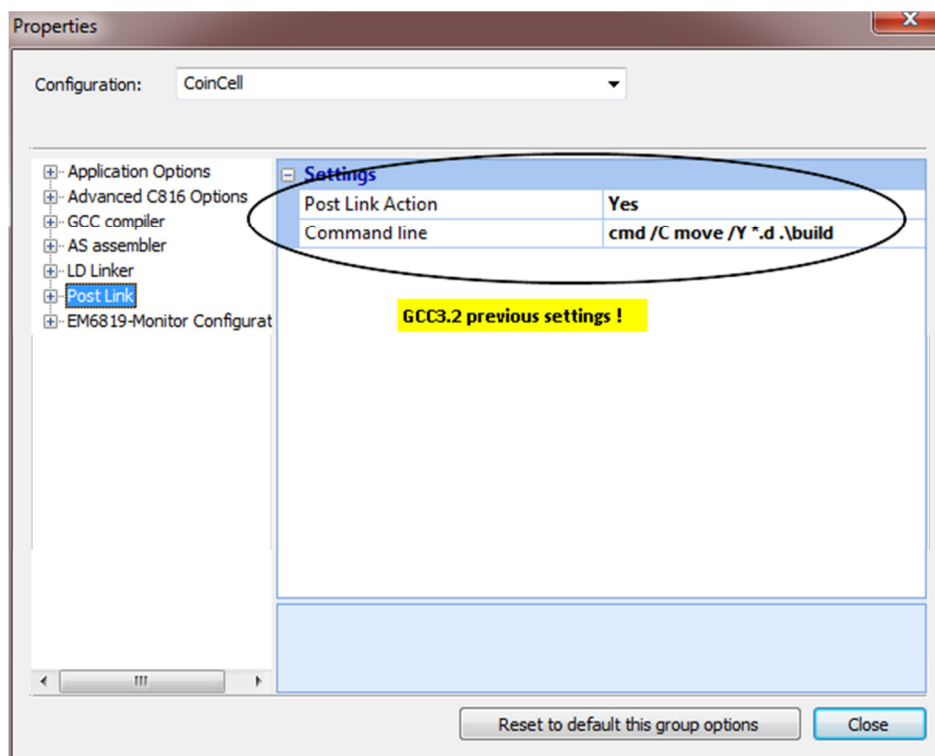 Properties
Configuration: CoinCell
Application Options
Advanced C816 Options
GCC compiler
AS assembler
LD Linker
Post Link
EM6819-Monitor Configurat
Settings
Post Link Action Yes
Command line cmd /C move /Y *.d .\build
GCC3.2 previous settings !
Reset to default this group options Close